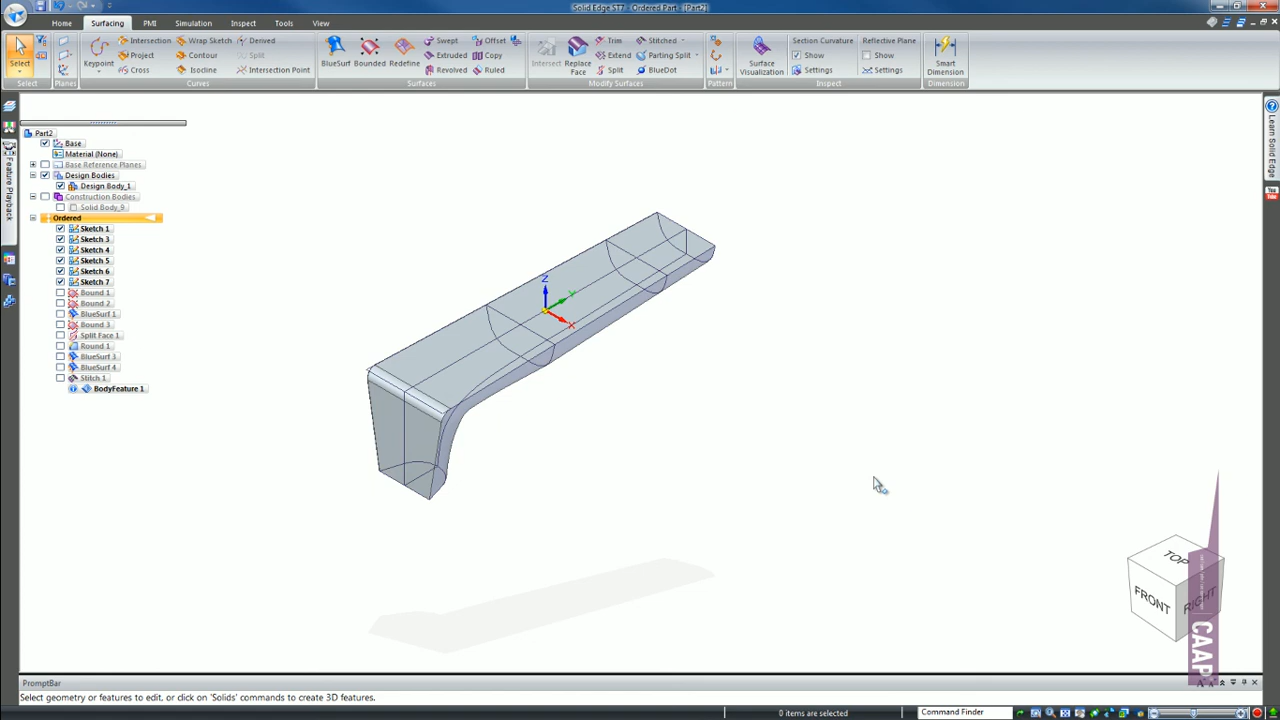 Solid Edge ST7 - Ordered Part - [Part2]
Home Surfacing PMI Simulation Inspect Tools View
Intersection Wrap Sketch Derived Swept Offset Trim Stitched Section Curvature Reflective Plane
Select Keypoint Project Contour Split BlueSurf Bounded Redefine Extruded Copy Intersect Replace Face Extend Parting Split Surface Visualization Show Show Smart Dimension
Cross Isocline Intersection Point Revolved Ruled Split BlueDot Settings Settings
Select Planes Curves Surfaces Modify Surfaces Pattern Inspect Dimension
Part2
Base
Material (None)
Base Reference Planes
Design Bodies
Design Body_1
Construction Bodies
Solid Body_9
Ordered
Sketch 1
Sketch 3
Sketch 4
Sketch 5
Sketch 6
Sketch 7
Bound 1
Bound 2
BlueSurf 1
Bound 3
Split Face 1
Round 1
BlueSurf 3
BlueSurf 4
Stitch 1
BodyFeature 1
Feature Playback
Learn Solid Edge
You
Z
Y
X
TOP
FRONT
RIGHT
CAAP
PromptBar
Select geometry or features to edit, or click on 'Solids' commands to create 3D features.
0 items are selected
Command Finder